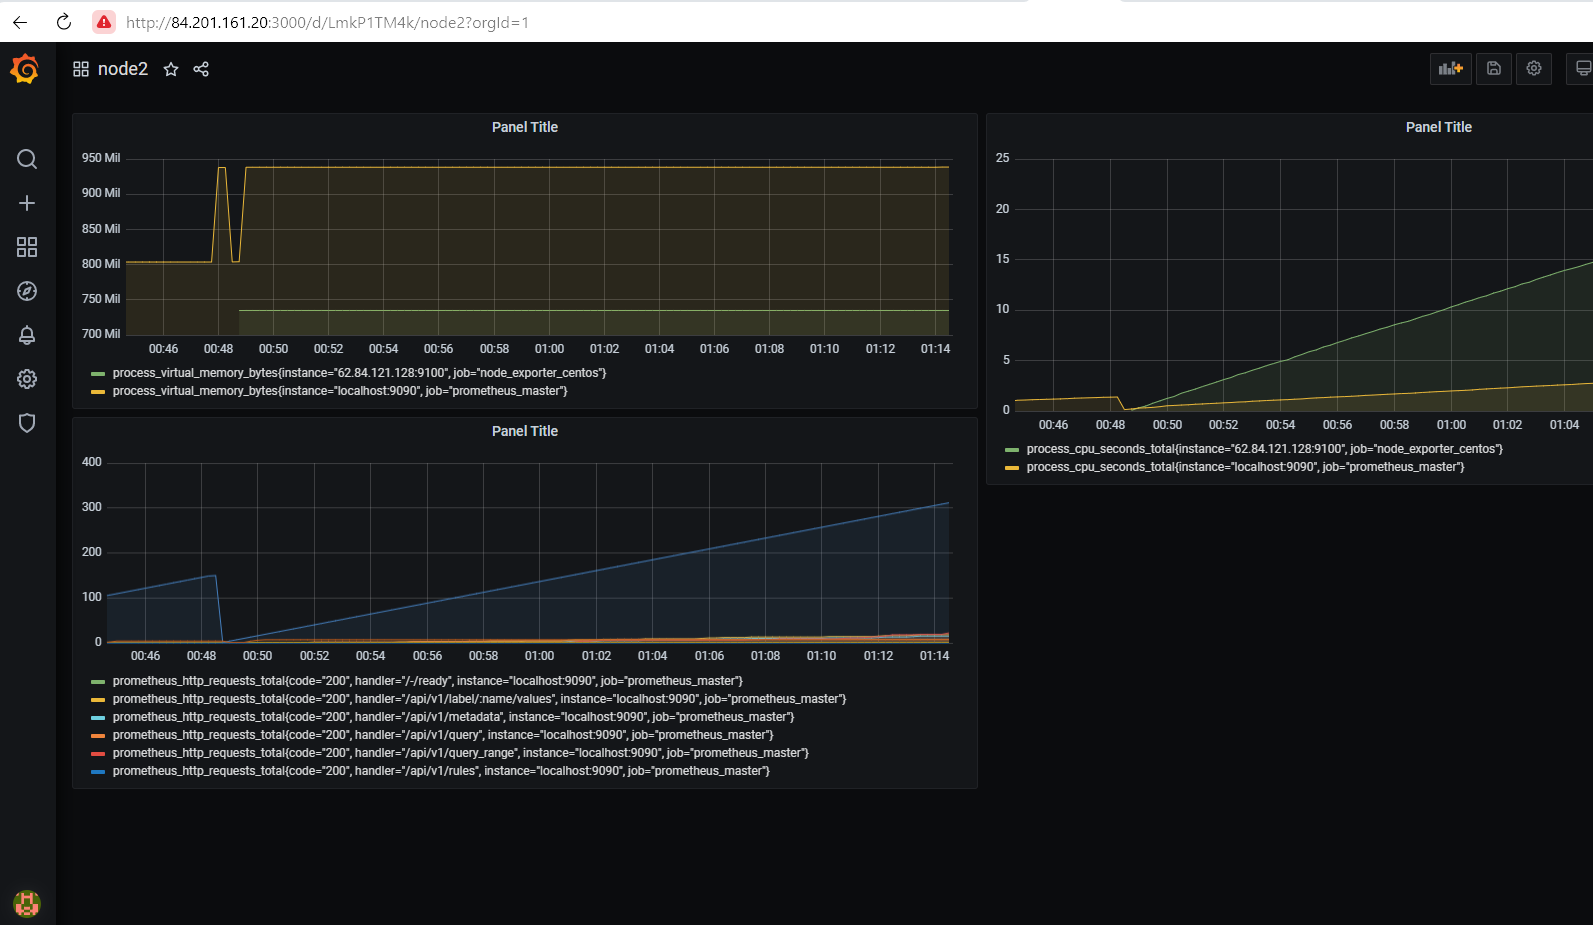 http://84.201.161.20:3000/d/LmkP1TM4k/node2?orgId=1
node2
Panel Title
950 Mil
900 Mil
850 Mil
800 Mil
750 Mil
700 Mil
00:46 00:48 00:50 00:52 00:54 00:56 00:58 01:00 01:02 01:04 01:06 01:08 01:10 01:12 01:14
process_virtual_memory_bytes{instance="62.84.121.128:9100", job="node_exporter_centos"}
process_virtual_memory_bytes{instance="localhost:9090", job="prometheus_master"}
Panel Title
25
20
15
10
5
0
00:46 00:48 00:50 00:52 00:54 00:56 00:58 01:00 01:02 01:04
process_cpu_seconds_total{instance="62.84.121.128:9100", job="node_exporter_centos"}
process_cpu_seconds_total{instance="localhost:9090", job="prometheus_master"}
Panel Title
400
300
200
100
0
00:46 00:48 00:50 00:52 00:54 00:56 00:58 01:00 01:02 01:04 01:06 01:08 01:10 01:12 01:14
prometheus_http_requests_total{code="200", handler="/-/ready", instance="localhost:9090", job="prometheus_master"}
prometheus_http_requests_total{code="200", handler="/api/v1/label/:name/values", instance="localhost:9090", job="prometheus_master"}
prometheus_http_requests_total{code="200", handler="/api/v1/metadata", instance="localhost:9090", job="prometheus_master"}
prometheus_http_requests_total{code="200", handler="/api/v1/query", instance="localhost:9090", job="prometheus_master"}
prometheus_http_requests_total{code="200", handler="/api/v1/query_range", instance="localhost:9090", job="prometheus_master"}
prometheus_http_requests_total{code="200", handler="/api/v1/rules", instance="localhost:9090", job="prometheus_master"}